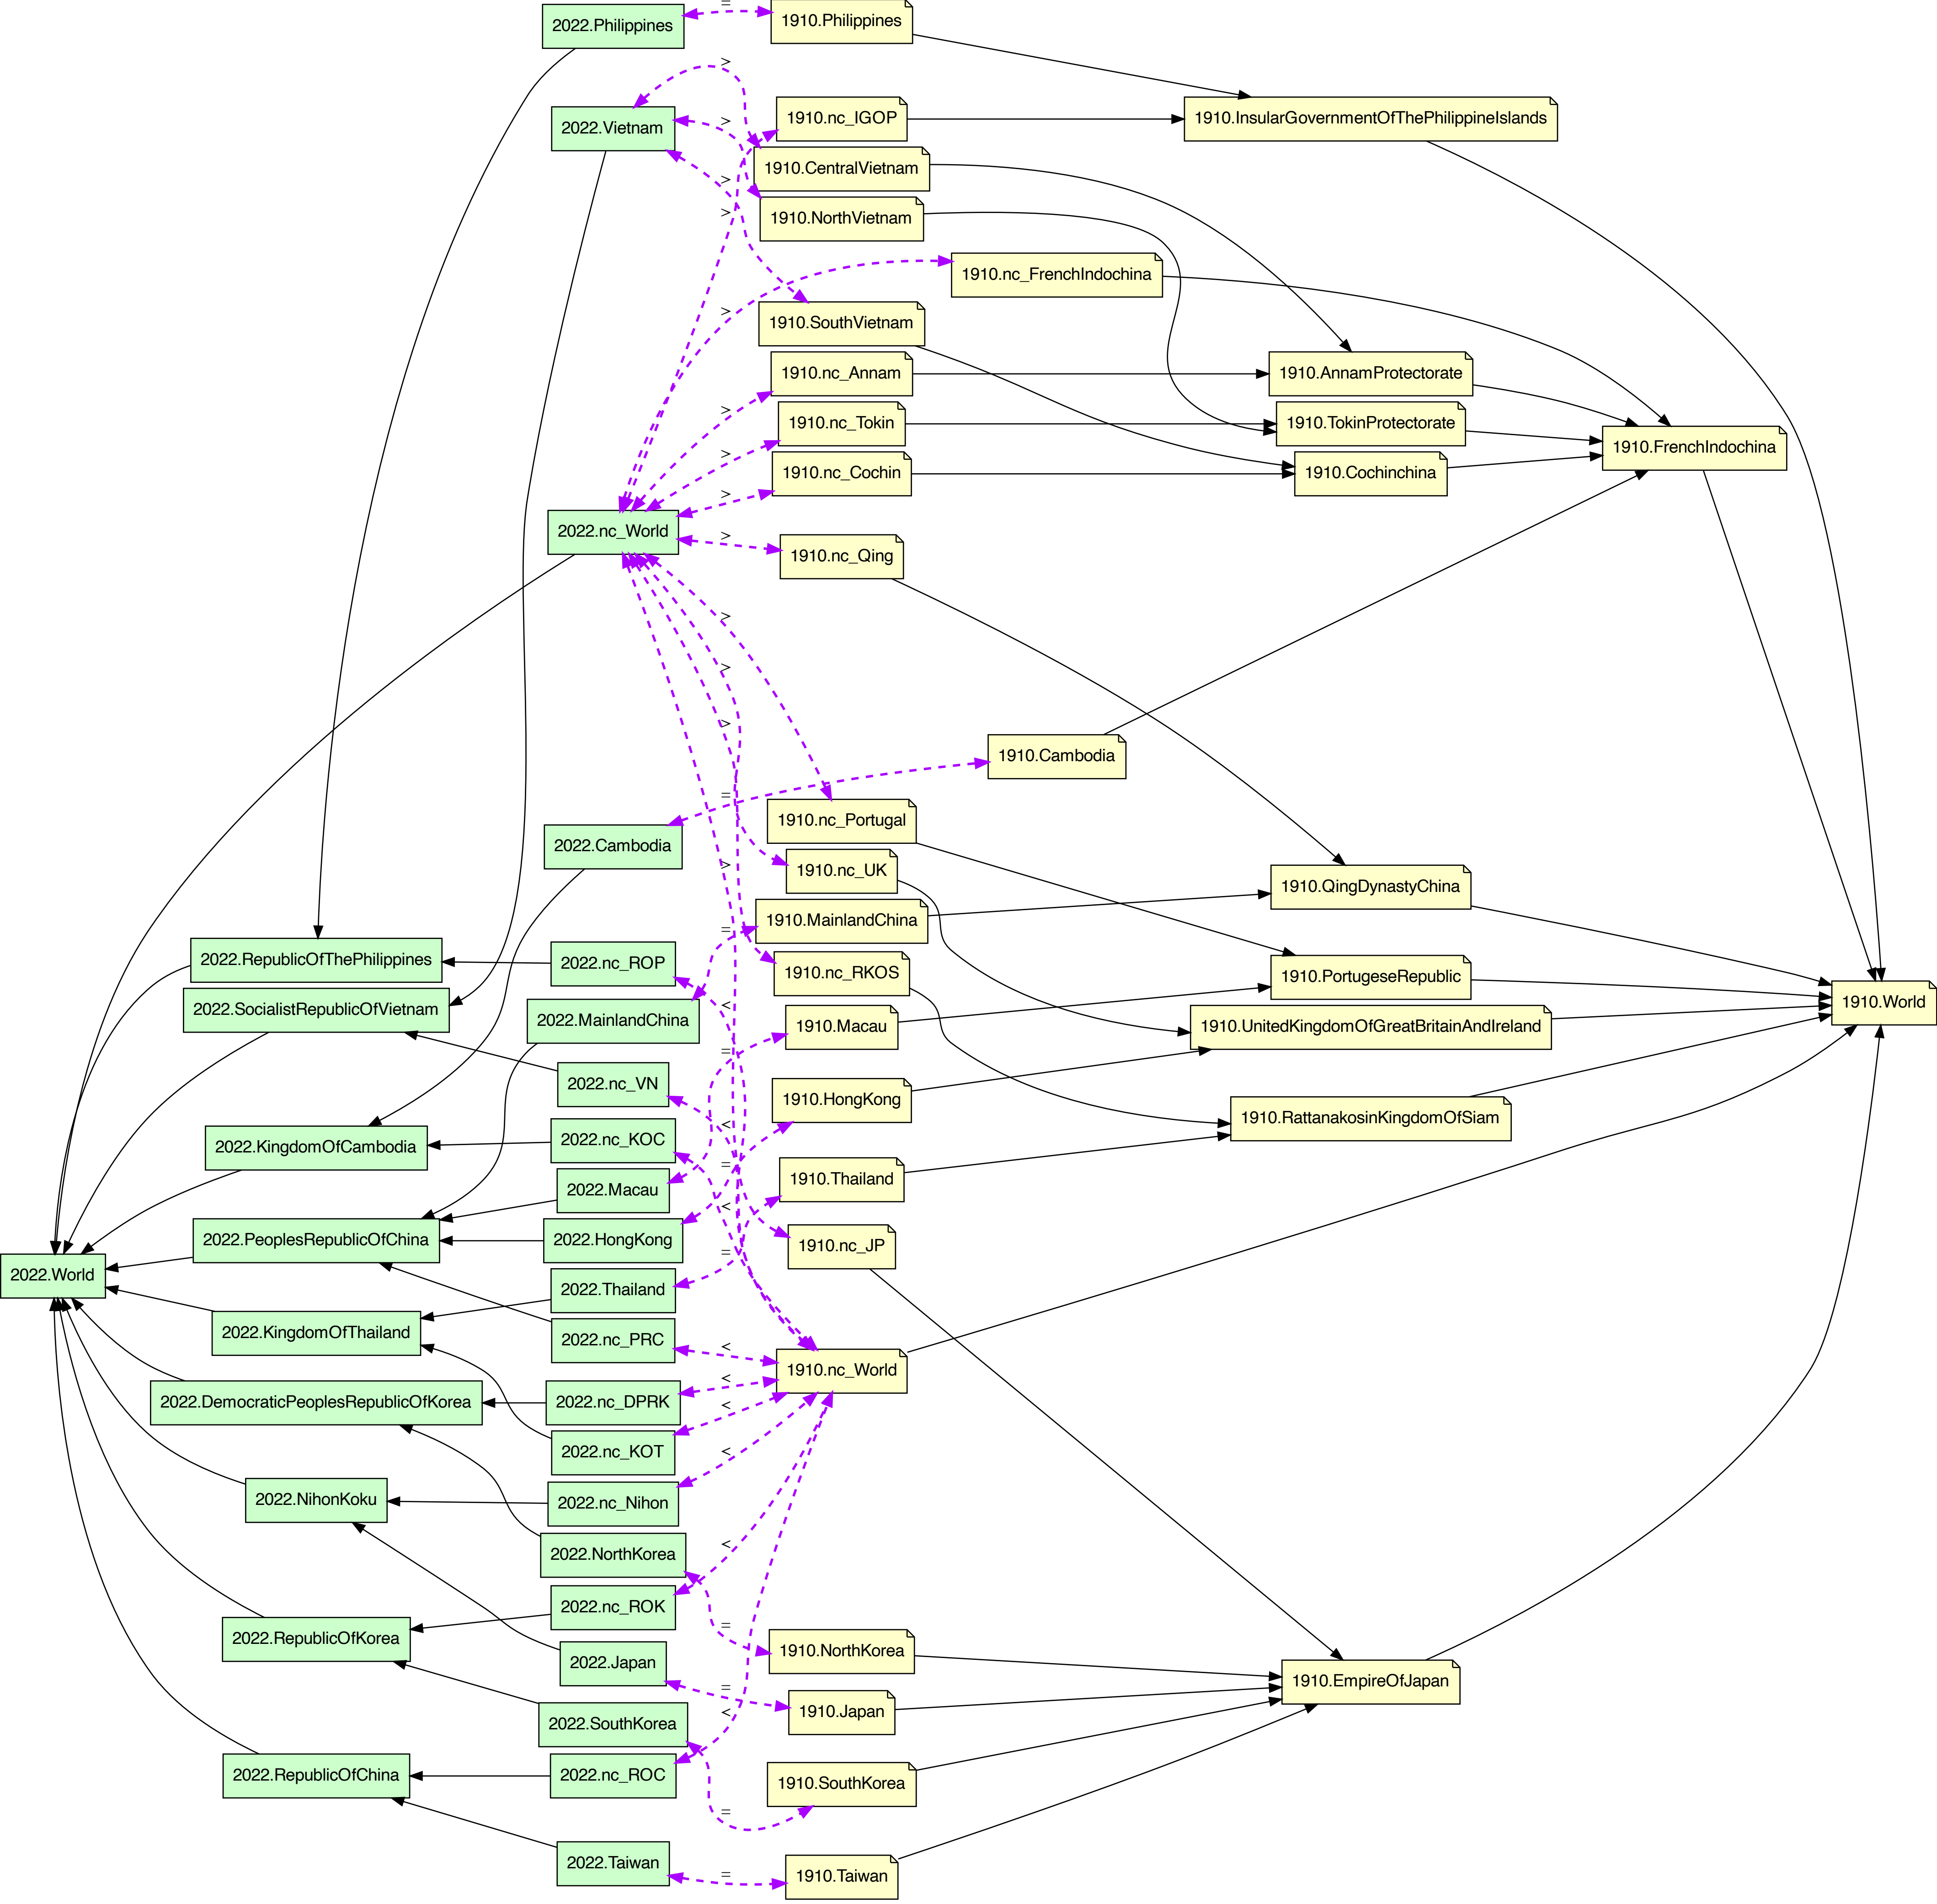 2022.Philippines
=
1910.Philippines
>
2022.Vietnam
>
1910.nc_IGOP
1910.InsularGovernmentOfThePhilippineIslands
1910.CentralVietnam
>
>
1910.NorthVietnam
1910.nc_FrenchIndochina
>
1910.SouthVietnam
1910.nc_Annam
1910.AnnamProtectorate
>
1910.nc_Tokin
1910.TokinProtectorate
1910.FrenchIndochina
>
1910.nc_Cochin
1910.Cochinchina
>
2022.nc_World
>
1910.nc_Qing
>
>
>
1910.Cambodia
=
1910.nc_Portugal
2022.Cambodia
>
1910.nc_UK
1910.QingDynastyChina
1910.MainlandChina
=
2022.RepublicOfThePhilippines
2022.nc_ROP
1910.nc_RKOS
1910.PortugeseRepublic
<
1910.World
2022.SocialistRepublicOfVietnam
2022.MainlandChina
1910.Macau
1910.UnitedKingdomOfGreatBritainAndIreland
=
2022.nc_VN
1910.HongKong
<
1910.RattanakosinKingdomOfSiam
2022.KingdomOfCambodia
2022.nc_KOC
=
1910.Thailand
2022.Macau
<
2022.PeoplesRepublicOfChina
2022.HongKong
1910.nc_JP
=
2022.World
2022.Thailand
2022.KingdomOfThailand
2022.nc_PRC
<
1910.nc_World
<
2022.DemocraticPeoplesRepublicOfKorea
2022.nc_DPRK
<
2022.nc_KOT
<
2022.NihonKoku
2022.nc_Nihon
<
2022.NorthKorea
2022.nc_ROK
=
2022.RepublicOfKorea
1910.NorthKorea
2022.Japan
1910.EmpireOfJapan
=
1910.Japan
<
2022.SouthKorea
2022.RepublicOfChina
2022.nc_ROC
1910.SouthKorea
=
2022.Taiwan
=
1910.Taiwan